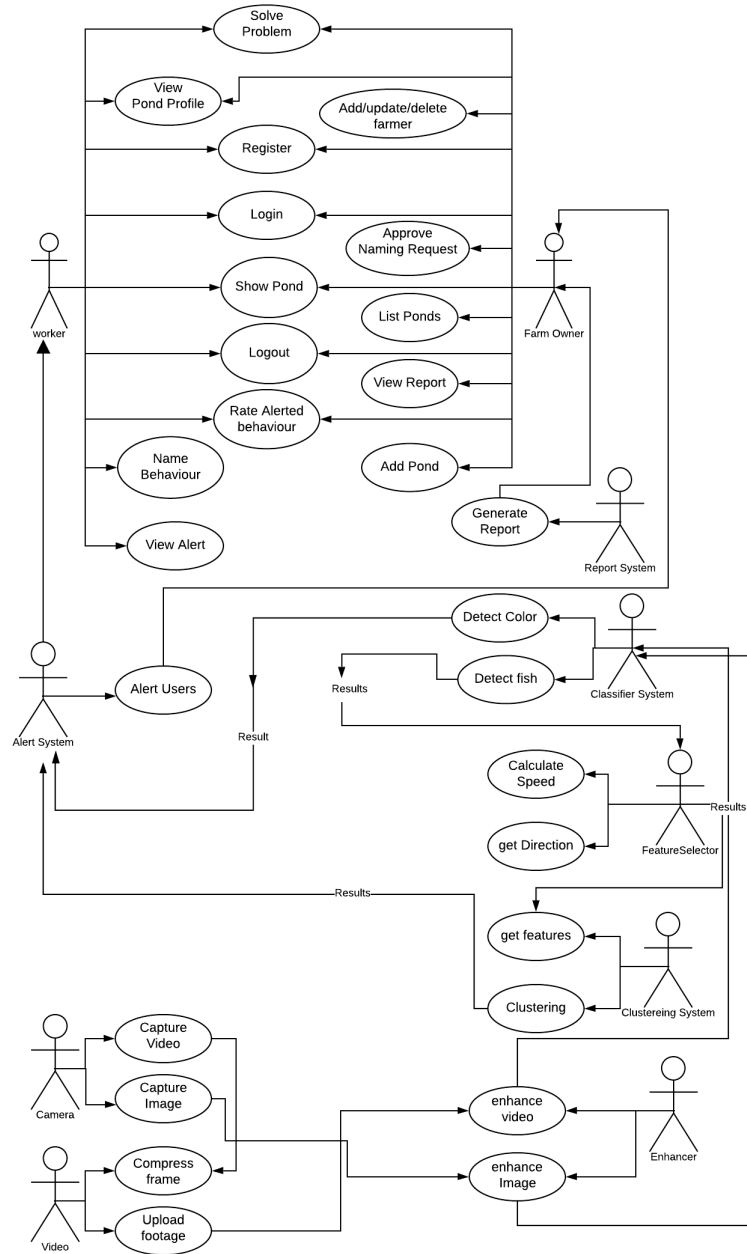 Solve
Problem
View
Pond Profile
Add/update/delete
farmer
Register
Login
Approve
Naming Request
worker
Show Pond
Farm Owner
List Ponds
Logout
View Report
Rate Alerted
behaviour
Name
Behaviour
Add Pond
Generate
Report
View Alert
Report System
Detect Color
Alert Users
Detect fish
Results
Classifier System
Alert System
Result
Calculate
Speed
Results
get Direction
FeatureSelector
Results
get features
Clustering
Clustereing System
Capture
Video
Camera
Capture
Image
enhance
video
Enhancer
Compress
frame
enhance
Image
Video
Upload
footage